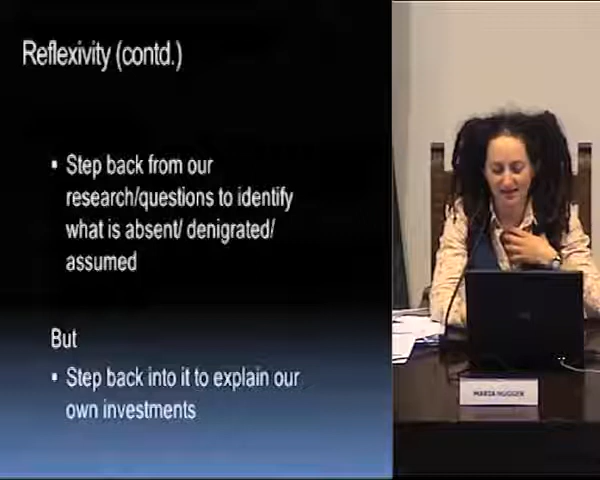 Reflexivity (contd.)
▪ Step back from our
research/questions to identify
what is absent/ denigrated/
assumed
But
▪ Step back into it to explain our
own investments
MARIA